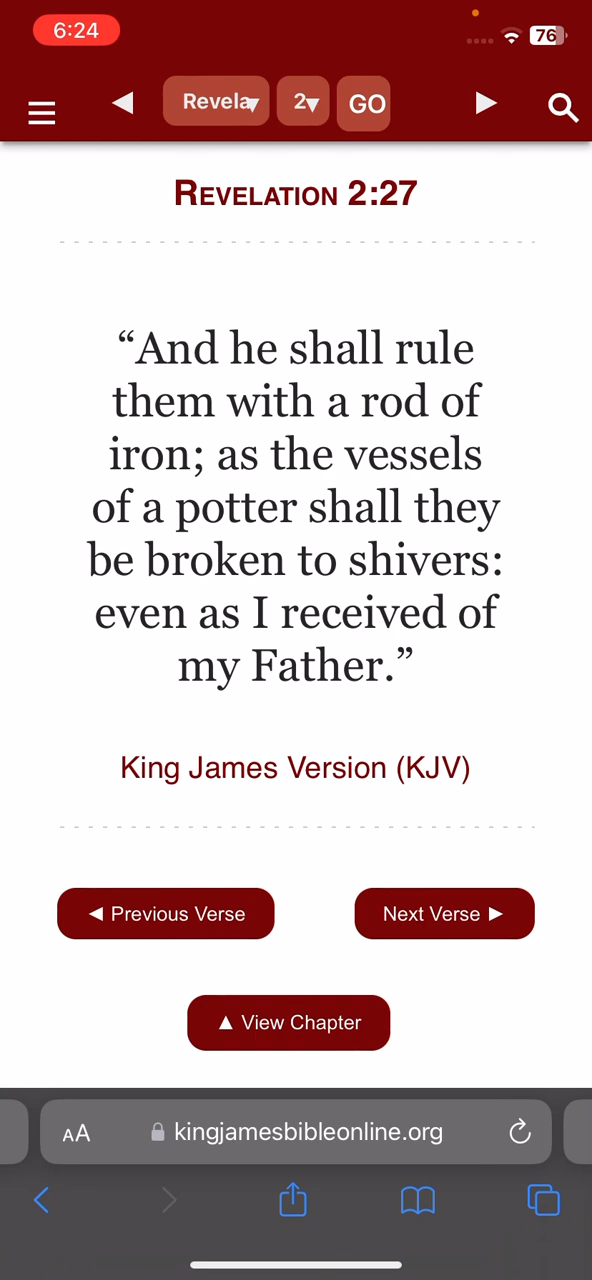 6:24
76
Revela
2
GO
REVELATION 2:27
“And he shall rule
them with a rod of
iron; as the vessels
of a potter shall they
be broken to shivers:
even as I received of
my Father.”
King James Version (KJV)
◄ Previous Verse
Next Verse ►
▲ View Chapter
AA
kingjamesbibleonline.org